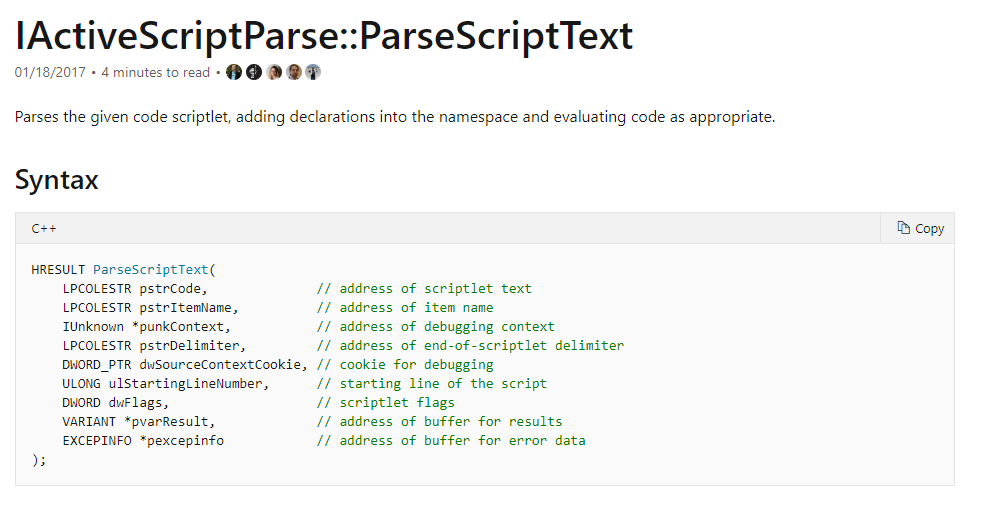 IActiveScriptParse::ParseScriptText
01/18/2017 • 4 minutes to read •
Parses the given code scriptlet, adding declarations into the namespace and evaluating code as appropriate.
Syntax
C++
Copy
HRESULT ParseScriptText(
    LPCOLESTR pstrCode,              // address of scriptlet text
    LPCOLESTR pstrItemName,          // address of item name
    IUnknown *punkContext,           // address of debugging context
    LPCOLESTR pstrDelimiter,         // address of end-of-scriptlet delimiter
    DWORD_PTR dwSourceContextCookie, // cookie for debugging
    ULONG ulStartingLineNumber,      // starting line of the script
    DWORD dwFlags,                   // scriptlet flags
    VARIANT *pvarResult,             // address of buffer for results
    EXCEPINFO *pexcepinfo            // address of buffer for error data
);